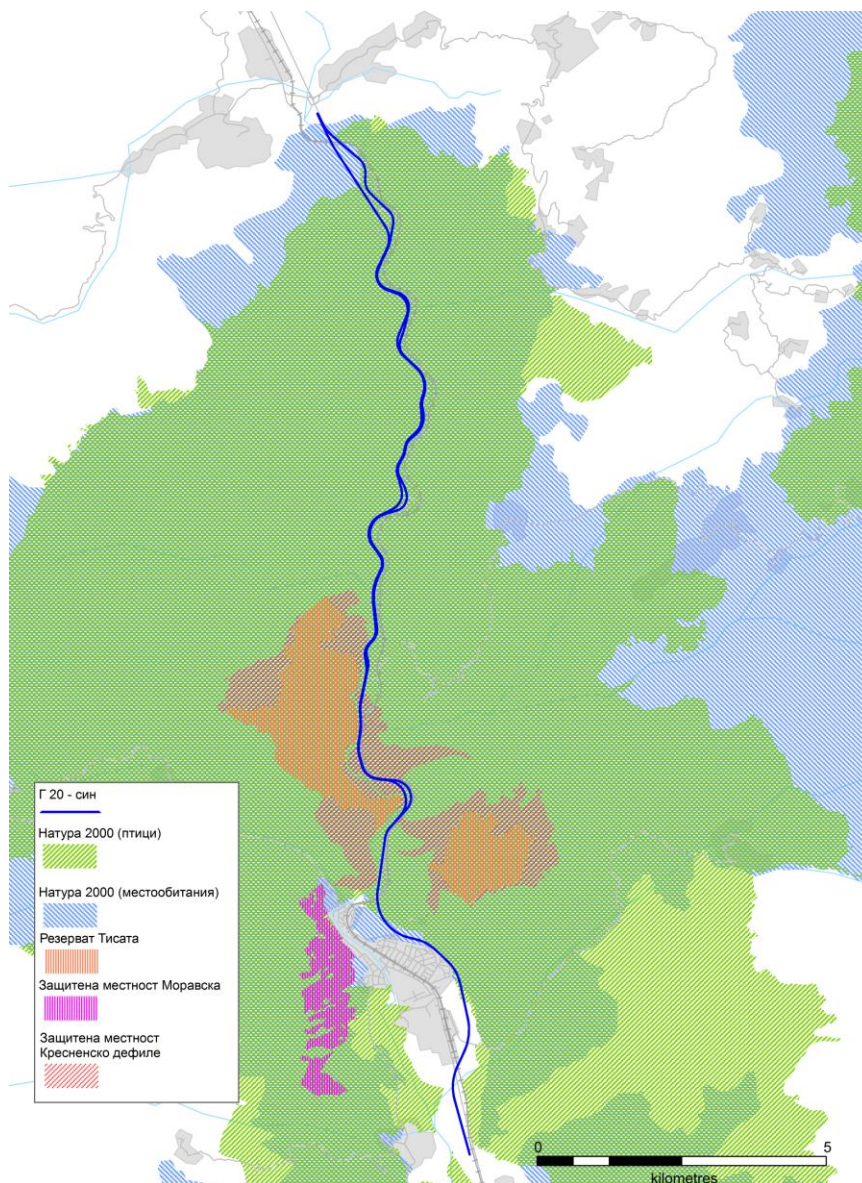 Г 20 - син
Натура 2000 (птици)
Натура 2000 (местообитания)
Резерват Тисата
Защитена местност Моравска
Защитена местност
Кресненско дефиле
0 5
kilometres